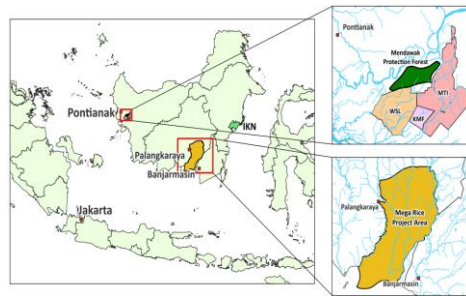 Pontianak
IKN
Palangkaraya
Banjarmasin
Jakarta
Pontianak
Mendawak
Protection Forest
MTI
WSL
KMF
Palangkaraya
Mega Rice
Project Area
Banjarmasin